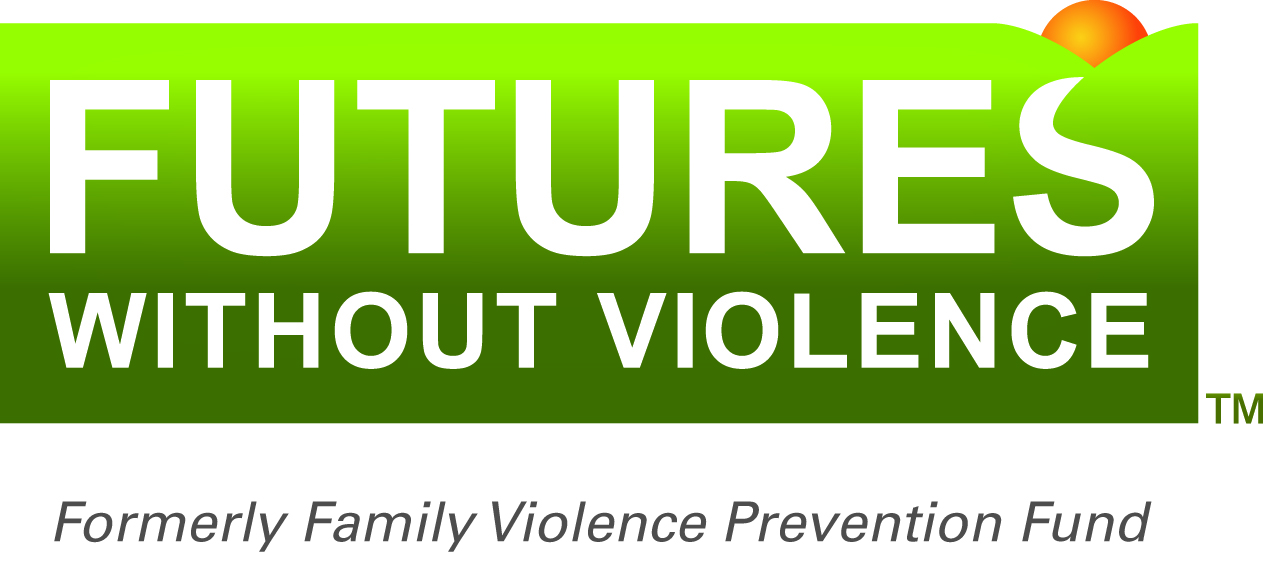 FUTURES
WITHOUT VIOLENCE
TM
Formerly Family Violence Prevention Fund